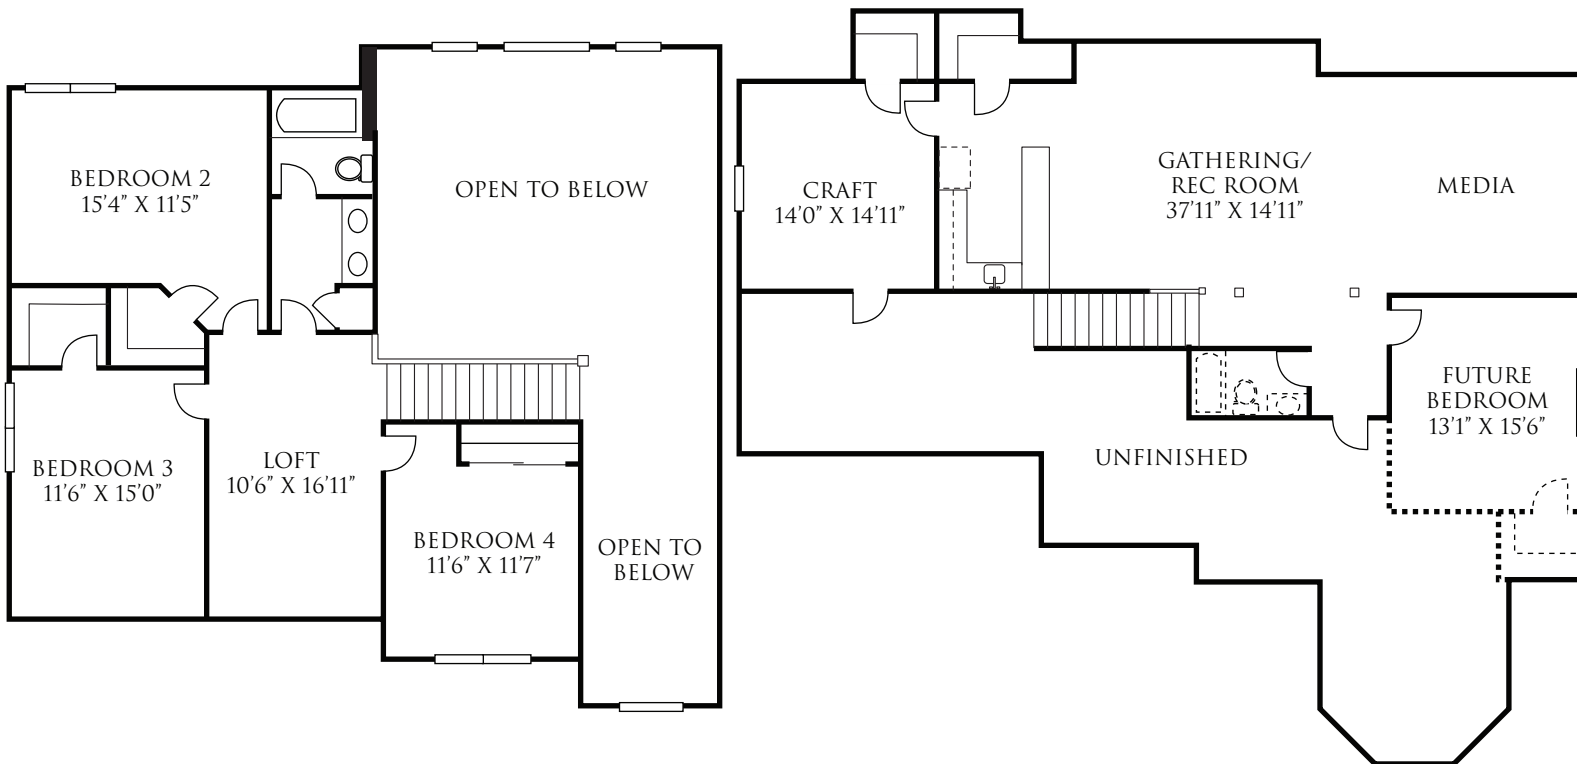 BEDROOM 2
15'4” X 11'5”
OPEN TO BELOW
BEDROOM 3
11'6” X 15'0”
LOFT
10'6” X 16'11”
BEDROOM 4
11'6” X 11'7”
OPEN TO
BELOW
CRAFT
14'0” X 14'11”
GATHERING/
REC ROOM
37'11” X 14'11”
MEDIA
FUTURE
BEDROOM
13'1” X 15'6”
UNFINISHED